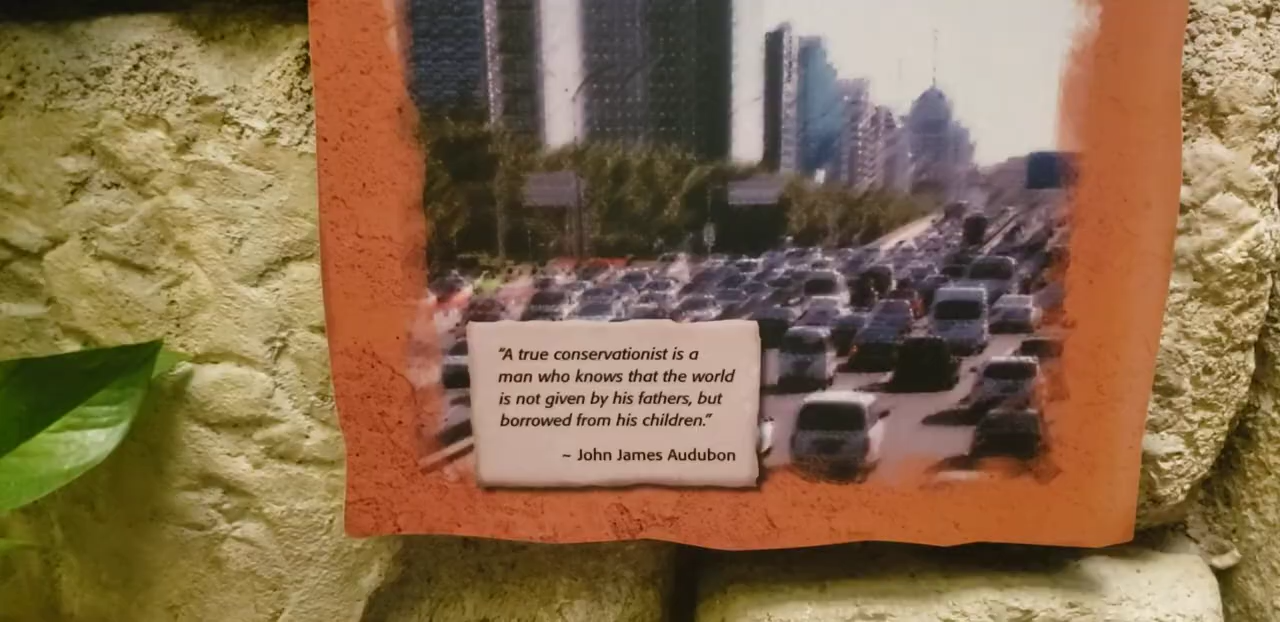 “A true conservationist is a
man who knows that the world
is not given by his fathers, but
borrowed from his children.”
~ John James Audubon